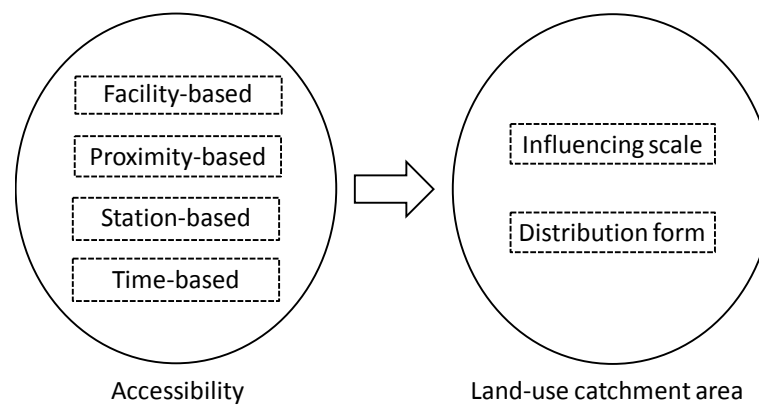 Facility-based
Proximity-based
Station-based
Time-based
Accessibility
Influencing scale
Distribution form
Land-use catchment area